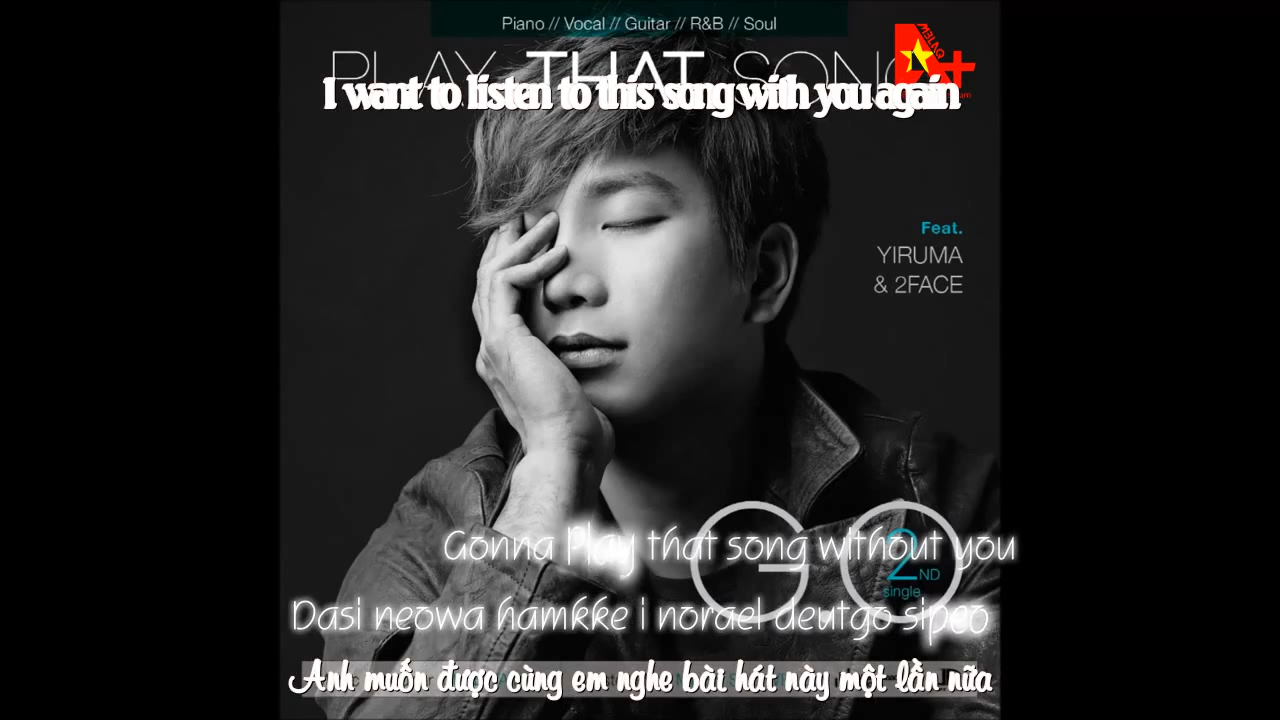 Piano // Vocal // Guitar // R&B // Soul
PLAY THAT SONG
MBLAQ
A+
I want to listen to this song with you again.
Feat.
YIRUMA
& 2FACE
Gonna Play that song without you
GO
2ND
single
Dasi neowa hamkke i norael deutgo sipeo
Anh muốn được cùng em nghe bài hát này một lần nữa